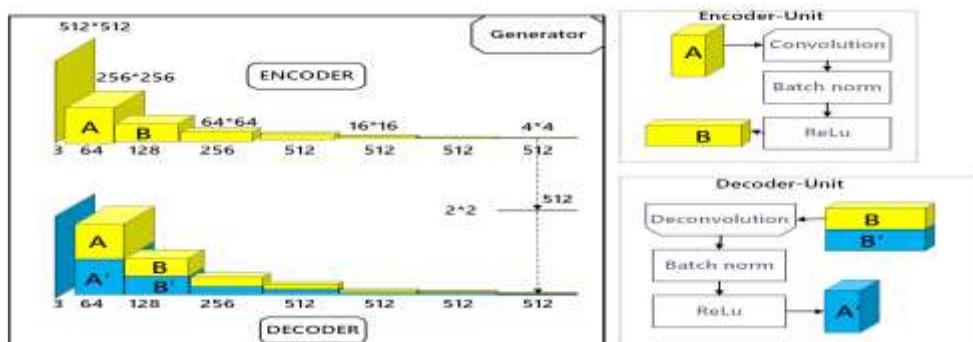 512*512
Generator
ENCODER
256*256
A
B
64*64
16*16
4*4
3 64 128 256 512 512 512 512
512
2*2
A
B
A'
B'
3 64 128 256 512 512 512 512
DECODER
Encoder-Unit
A
Convolution
Batch norm
B
ReLu
Decoder-Unit
Deconvolution
B
B'
Batch norm
ReLu
A'